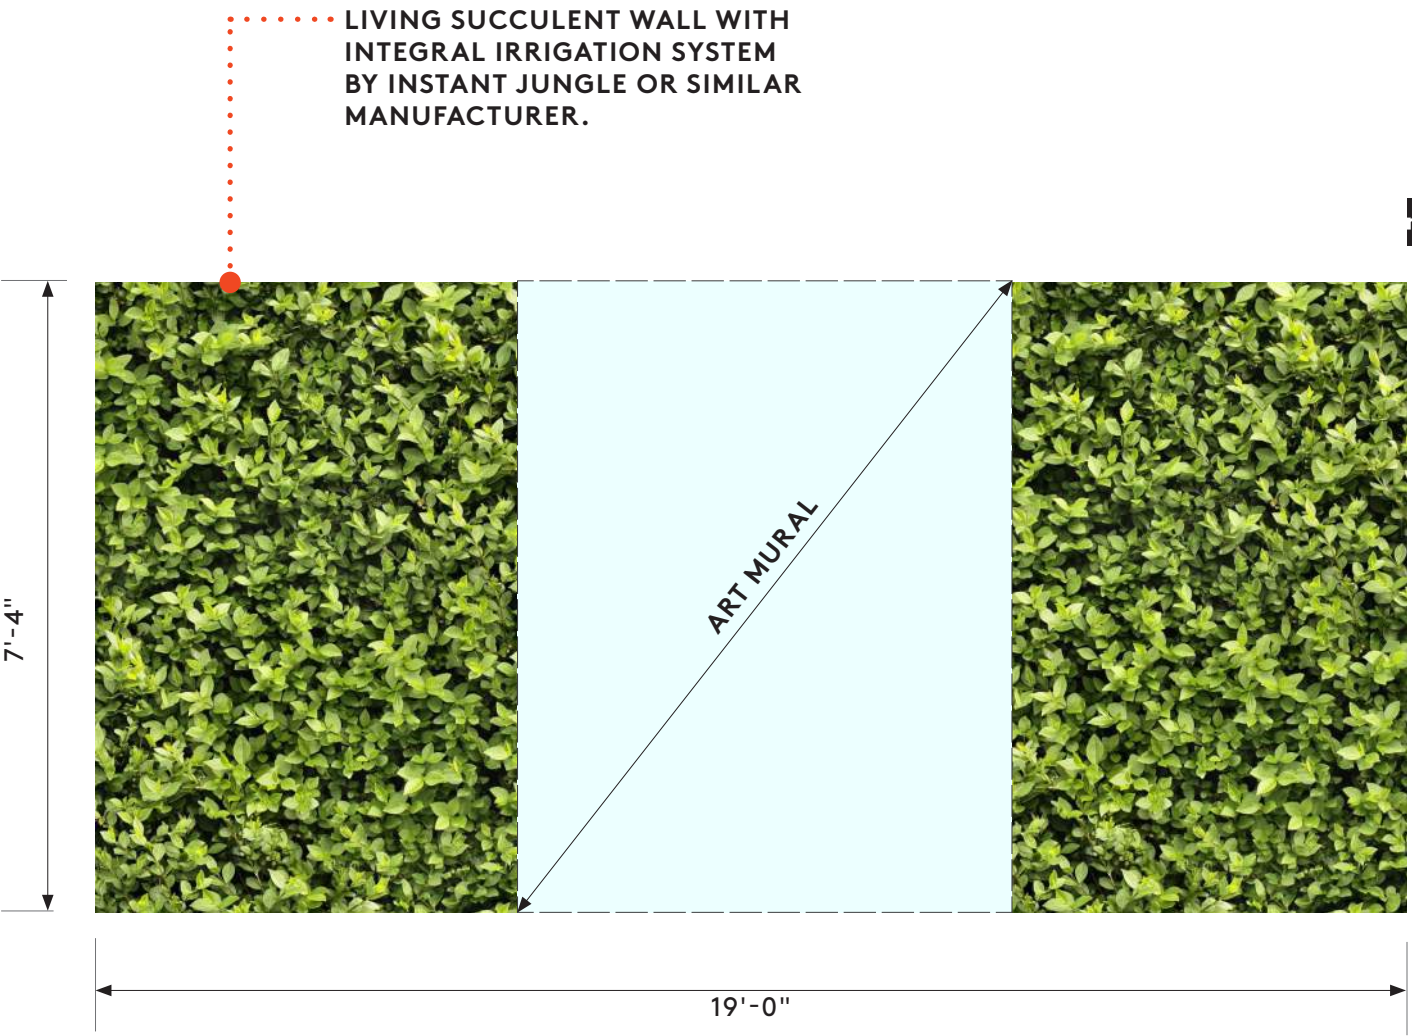 LIVING SUCCULENT WALL WITH
INTEGRAL IRRIGATION SYSTEM
BY INSTANT JUNGLE OR SIMILAR
MANUFACTURER.
7'-4"
ART MURAL
19'-0"